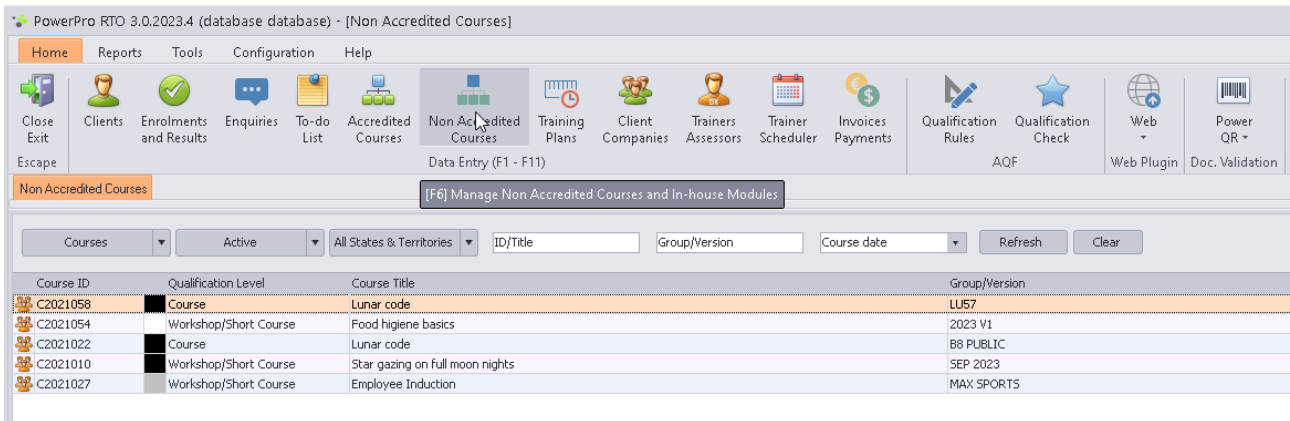 PowerPro RTO 3.0.2023.4 (database database) - [Non Accredited Courses]
Home Reports Tools Configuration Help
Close Exit Clients Enrolments and Results Enquiries To-do List Accredited Courses Non Accredited Courses Training Plans Client Companies Trainers Assessors Trainer Scheduler Invoices Payments Qualification Rules Qualification Check Web Power QR
Escape Data Entry (F1 - F11) AQF Web Plugin Doc. Validation
Non Accredited Courses
[F6] Manage Non Accredited Courses and In-house Modules
Courses Active All States & Territories ID/Title Group/Version Course date Refresh Clear
Course ID Qualification Level Course Title Group/Version
C2021058 Course Lunar code LU57
C2021054 Workshop/Short Course Food higiene basics 2023 V1
C2021022 Course Lunar code B8 PUBLIC
C2021010 Workshop/Short Course Star gazing on full moon nights SEP 2023
C2021027 Workshop/Short Course Employee Induction MAX SPORTS